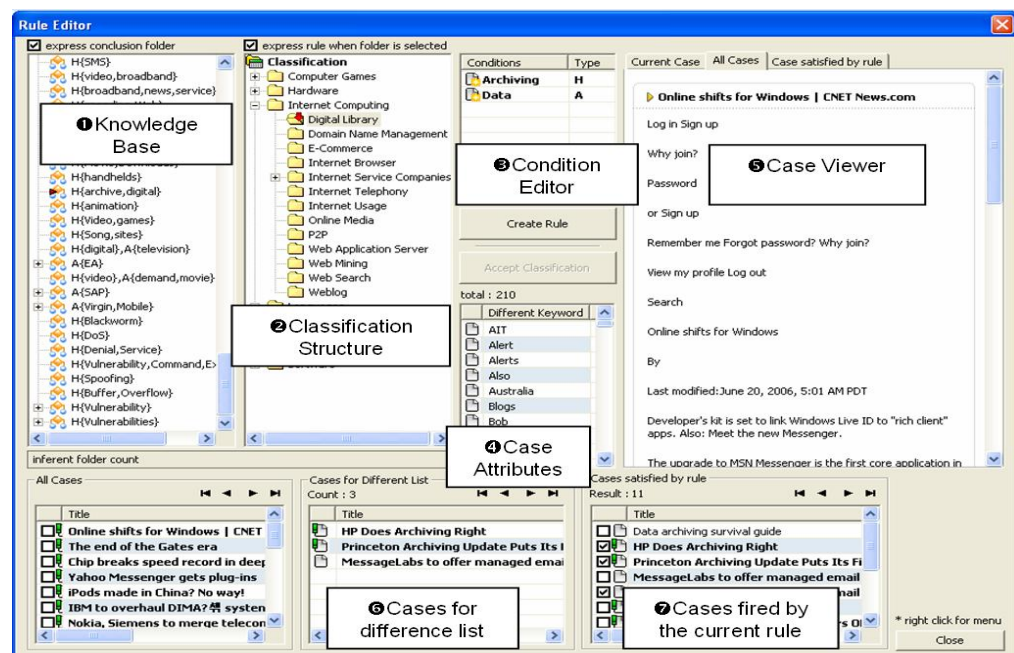 Rule Editor
express conclusion folder
H{SMS}
H{video,broadband}
H{broadband,news,service}
❶Knowledge
Base
H{handhelds}
H{archive,digital}
H{animation}
H{Video,games}
H{Song,sites}
H{digital},A{television}
A{EA}
H{video},A{demand,movie}
A{SAP}
A{Virgin,Mobile}
H{Blackworm}
H{DoS}
H{Denial,Service}
H{Vulnerability,Command,E
H{Spoofing}
H{Buffer,Overflow}
H{Vulnerability}
H{Vulnerabilities}
express rule when folder is selected
Classification
Computer Games
Hardware
Internet Computing
Digital Library
Domain Name Management
E-Commerce
Internet Browser
Internet Service Companies
Internet Telephony
Internet Usage
Online Media
P2P
Web Application Server
Web Mining
Web Search
Weblog
❷Classification
Structure
Conditions Type
Archiving H
Data A
❸Condition
Editor
Create Rule
Accept Classification
total : 210
Different Keyword
AIT
Alert
Alerts
Also
Australia
Blogs
Bob
❹Case
Attributes
Current Case All Cases Case satisfied by rule
Online shifts for Windows | CNET News.com
Log in Sign up
Why join?
❺Case Viewer
Password
or Sign up
Remember me Forgot password? Why join?
View my profile Log out
Search
Online shifts for Windows
By
Last modified:June 20, 2006, 5:01 AM PDT
Developer's kit is set to link Windows Live ID to "rich client"
apps. Also: Meet the new Messenger.
The upgrade to MSN Messenger is the first core application in
inferent folder count
All Cases
Title
Online shifts for Windows | CNET
The end of the Gates era
Chip breaks speed record in deep
Yahoo Messenger gets plug-ins
iPods made in China? No way!
IBM to overhaul DIMA? systen
Nokia, Siemens to merge telecon
Cases for Different List
Count : 3
Title
HP Does Archiving Right
Princeton Archiving Update Puts Its
MessageLabs to offer managed emai
❻Cases for
difference list
Cases satisfied by rule
Result : 11
Title
Data archiving survival guide
HP Does Archiving Right
Princeton Archiving Update Puts Its Fi
MessageLabs to offer managed email
email
❼Cases fired by
the current rule
* right click for menu
Close